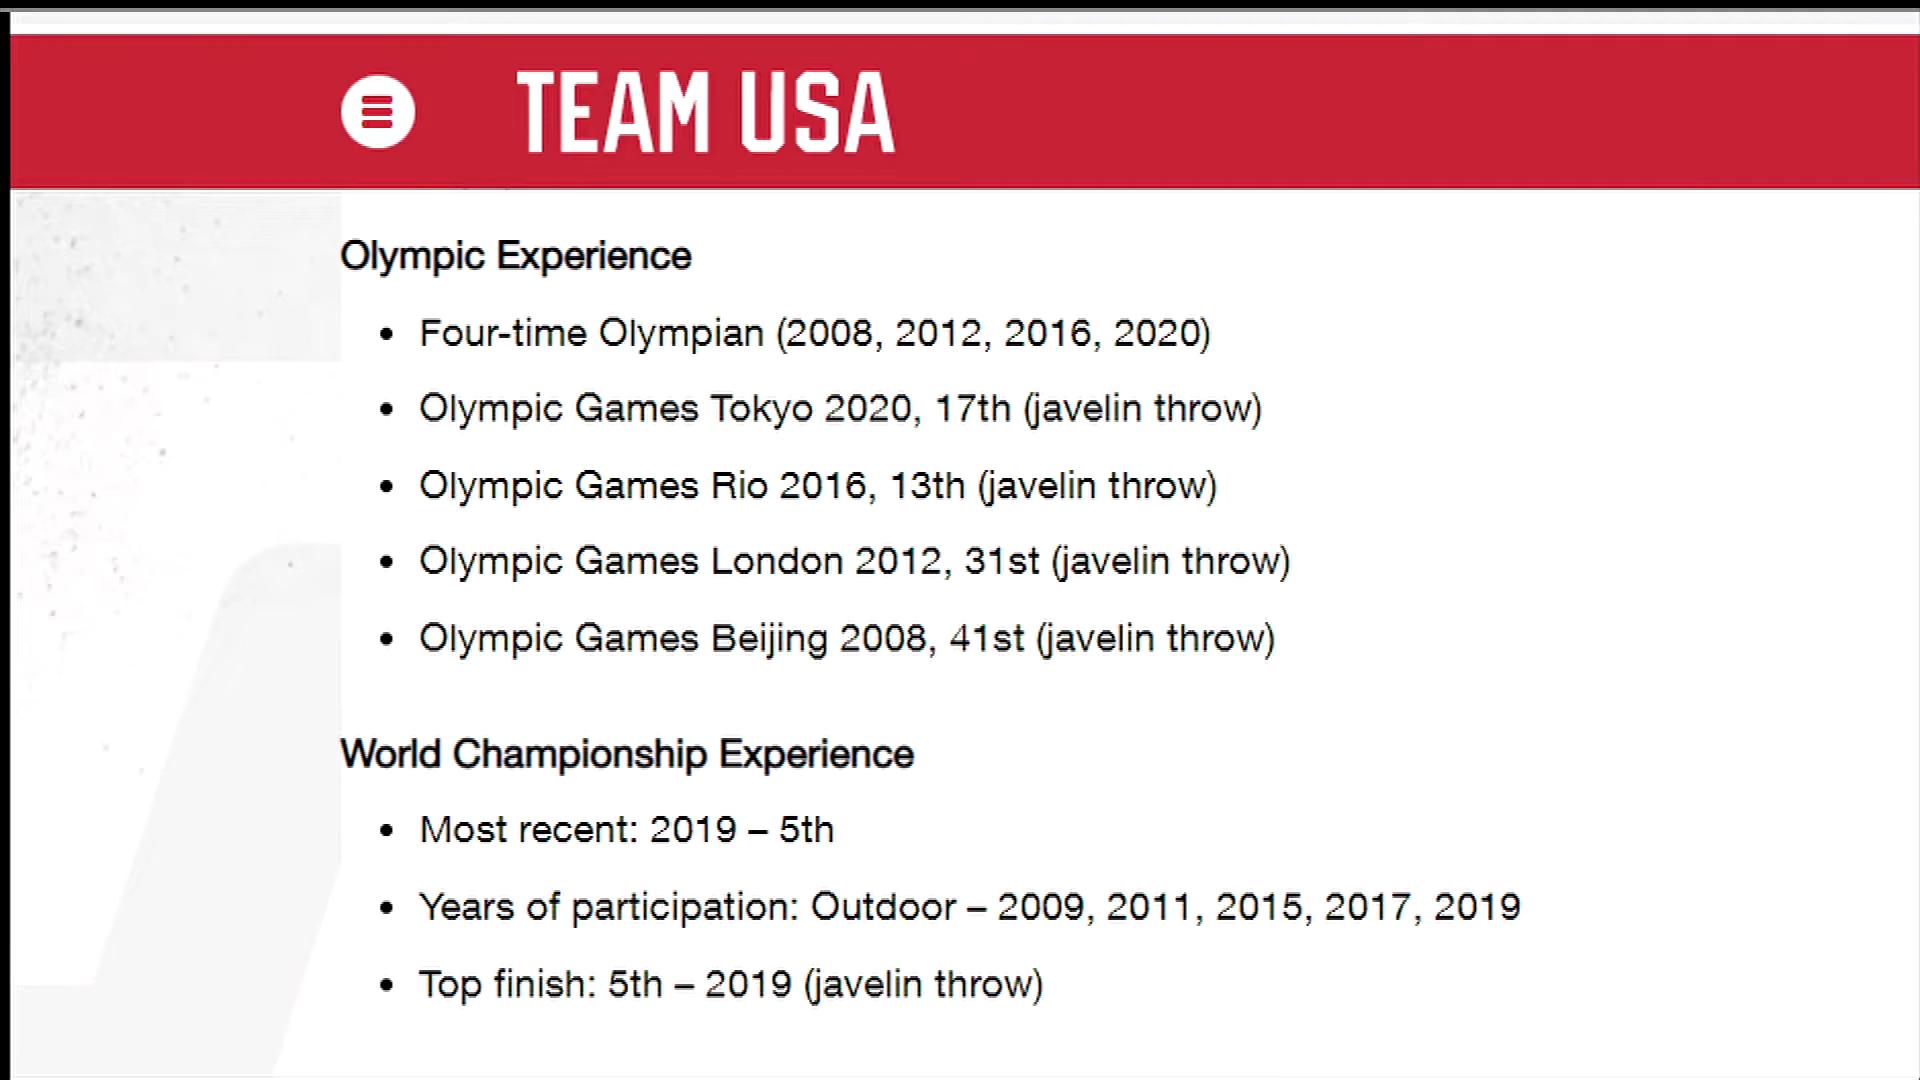 TEAM USA
Olympic Experience
• Four-time Olympian (2008, 2012, 2016, 2020)
• Olympic Games Tokyo 2020, 17th (javelin throw)
• Olympic Games Rio 2016, 13th (javelin throw)
• Olympic Games London 2012, 31st (javelin throw)
• Olympic Games Beijing 2008, 41st (javelin throw)
World Championship Experience
• Most recent: 2019 – 5th
• Years of participation: Outdoor – 2009, 2011, 2015, 2017, 2019
• Top finish: 5th – 2019 (javelin throw)